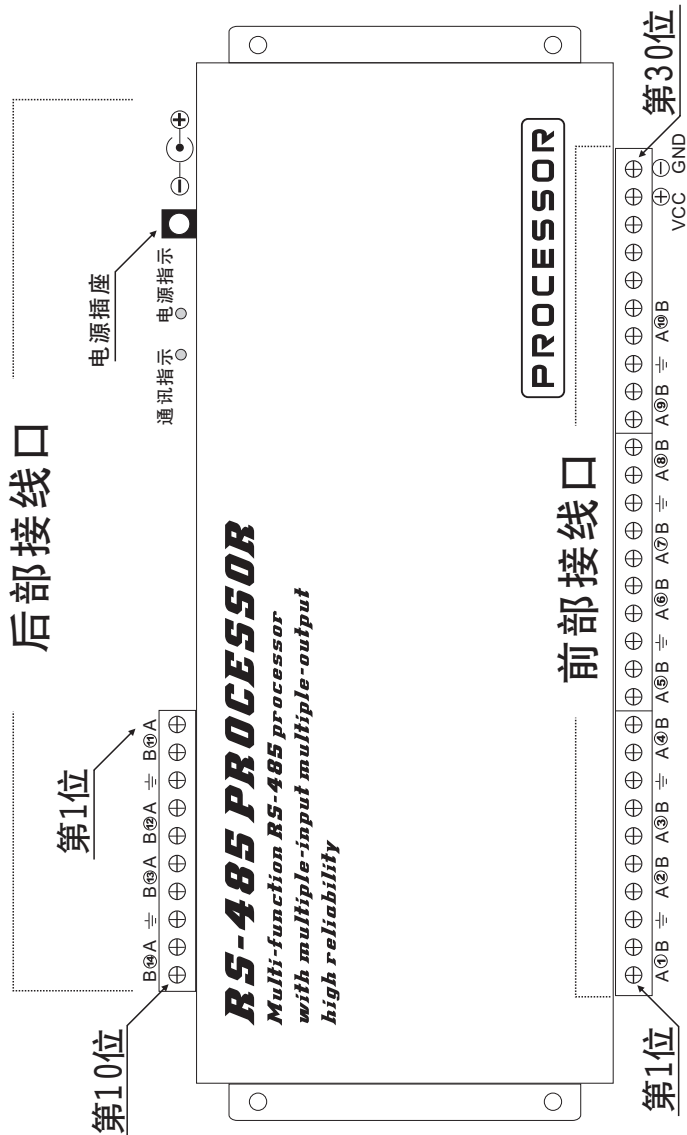 后部接线口
第10位
第1位
电源插座
B⑭A ⏚ B⑬A B⑫A ⏚ B⑪A
通讯指示
电源指示
⊖ ⊕
RS-485 PROCESSOR
Multi-function RS-485 processor
with multiple-input multiple-output
high reliability
PROCESSOR
前部接线口
A①B ⏚ A②B A③B ⏚ A④B A⑤B ⏚ A⑥B A⑦B ⏚ A⑧B A⑨B ⏚ A⑩B ⊕ ⊖
VCC GND
第1位
第30位